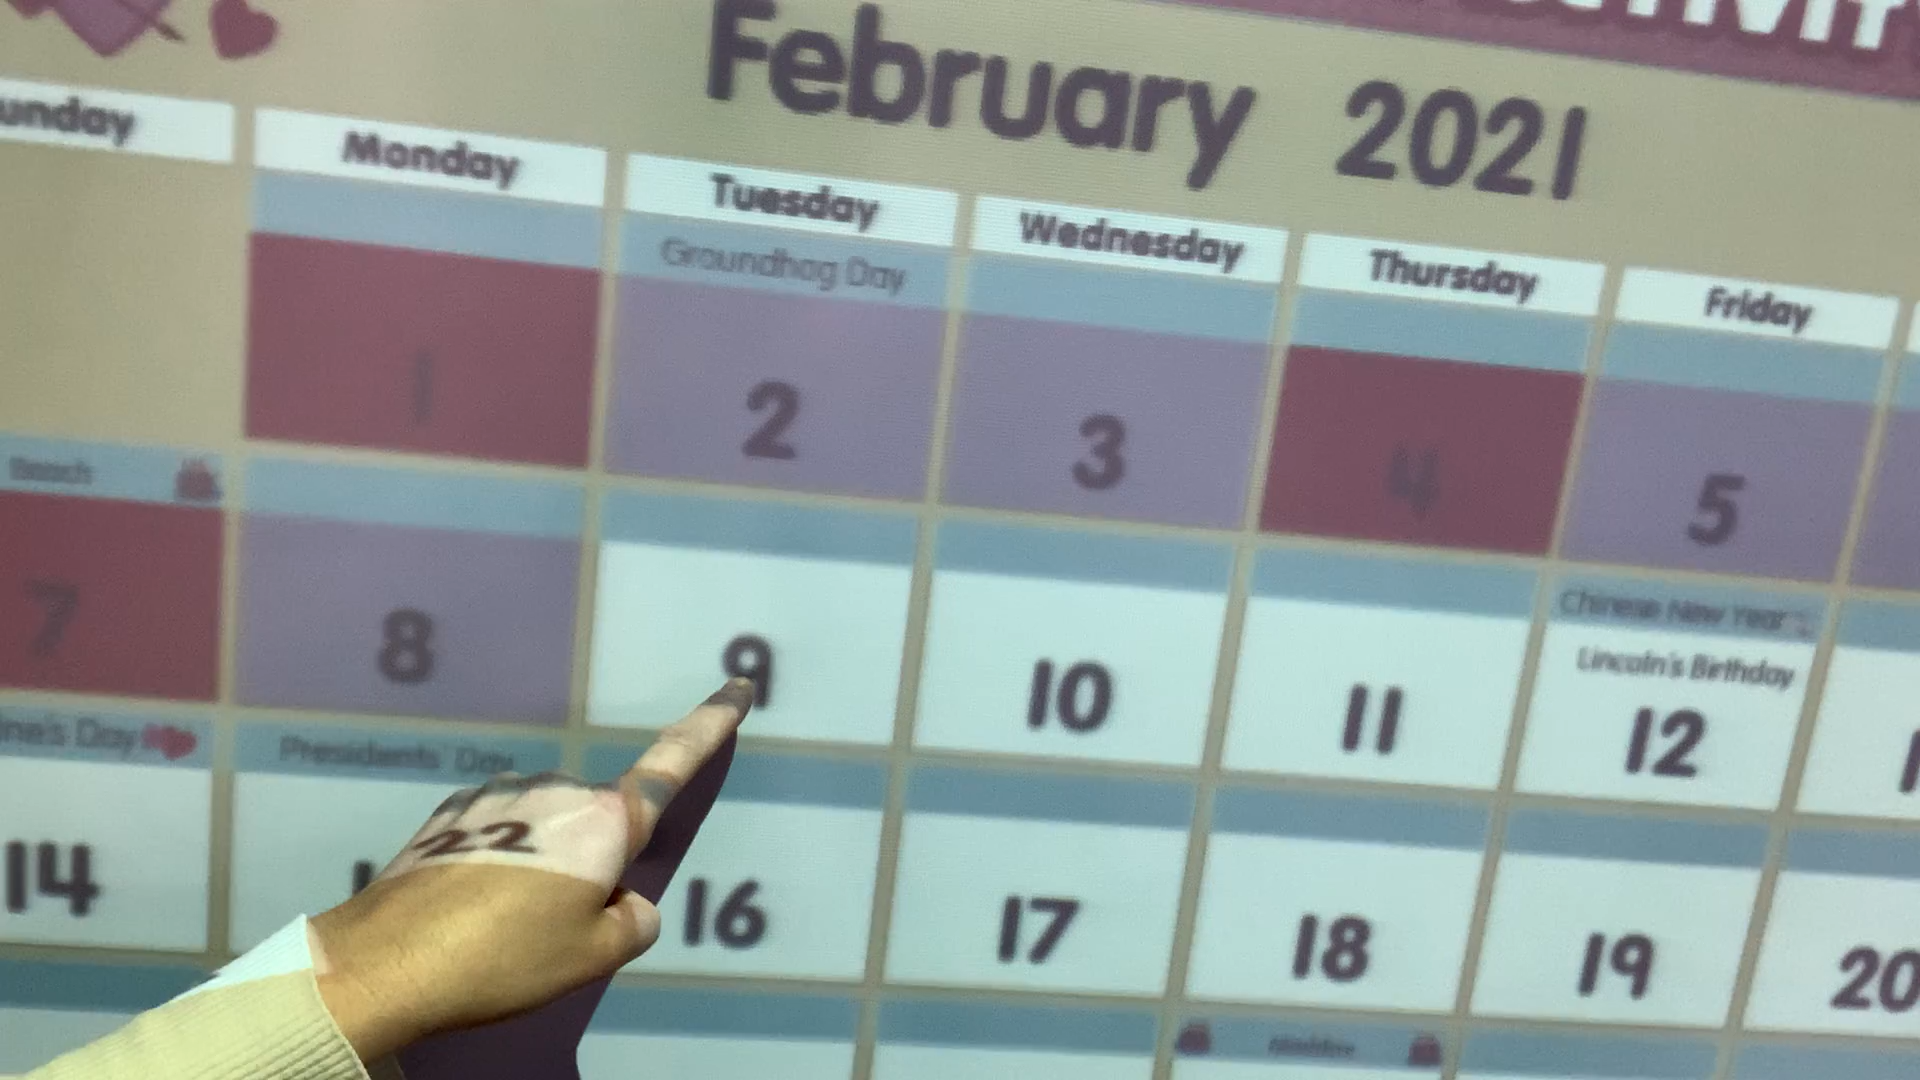 February 2021
Monday Tuesday Wednesday Thursday Friday
Groundhog Day
1 2 3 4 5
Beach
Chinese New Year
Lincoln's Birthday
7 8 9 10 11 12
Presidents' Day
22
14 16 17 18 19 20